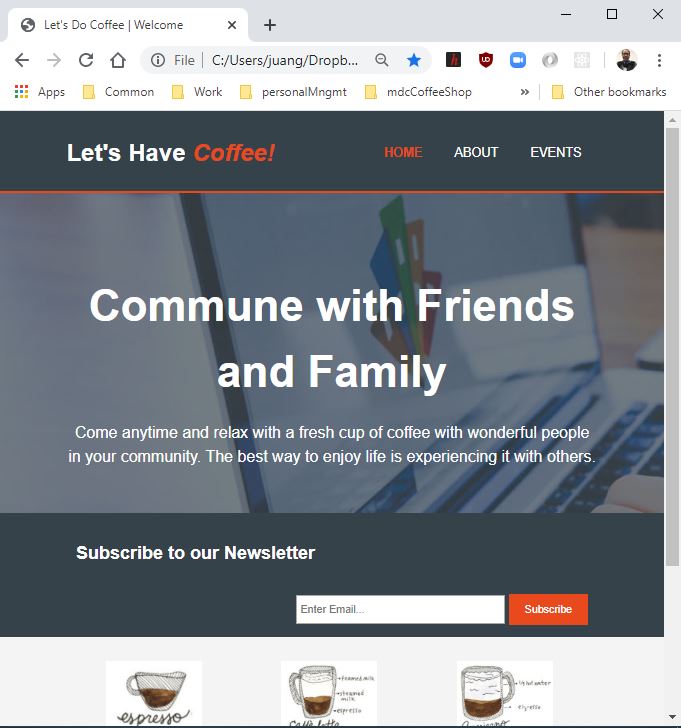 Let's Do Coffee | Welcome
File | C:/Users/juang/Dropb...
Apps Common Work personalMngmt mdcCoffeeShop » Other bookmarks
Let's Have Coffee! HOME ABOUT EVENTS
Commune with Friends
and Family
Come anytime and relax with a fresh cup of coffee with wonderful people
in your community. The best way to enjoy life is experiencing it with others.
Subscribe to our Newsletter
Enter Email... Subscribe
espresso
foamed milk
steamed milk
espresso
Caffè latte
hot water
espresso
Americano